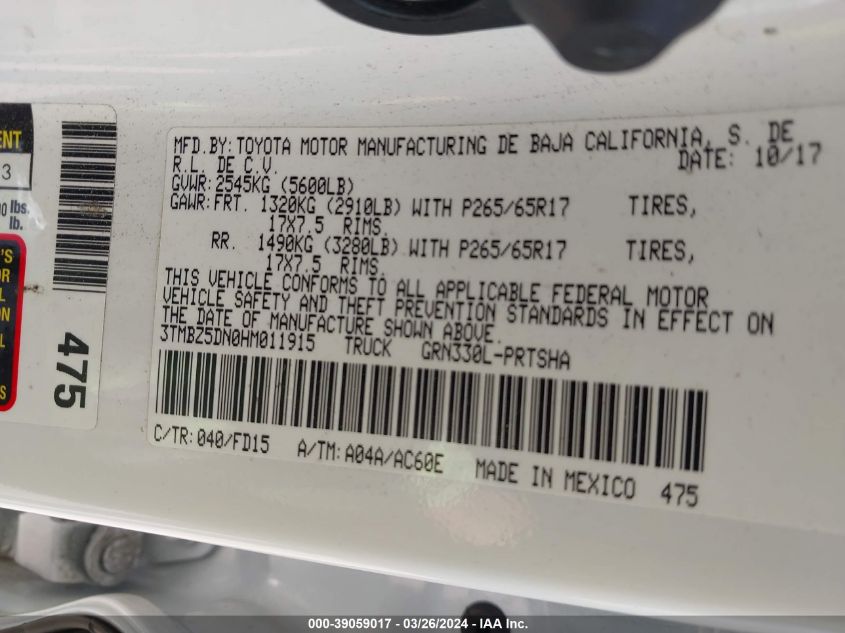 MFD.BY:TOYOTA MOTOR MANUFACTURING DE BAJA CALIFORNIA, S. DE
R.L. DE C.V. DATE: 10/17
GVWR:2545KG (5600LB)
GAWR:FRT. 1320KG (2910LB) WITH P265/65R17 TIRES,
17X7.5 RIMS.
RR. 1490KG (3280LB) WITH P265/65R17 TIRES,
17X7.5 RIMS.
THIS VEHICLE CONFORMS TO ALL APPLICABLE FEDERAL MOTOR
VEHICLE SAFETY AND THEFT PREVENTION STANDARDS IN EFFECT ON
THE DATE OF MANUFACTURE SHOWN ABOVE.
3TMBZ5DN0HM011915 TRUCK GRN330L-PRTSHA
C/TR:040/FD15 A/TM:A04A/AC60E MADE IN MEXICO 475
475
3
lbs.
lb.
000-39059017 - 03/26/2024 - IAA Inc.